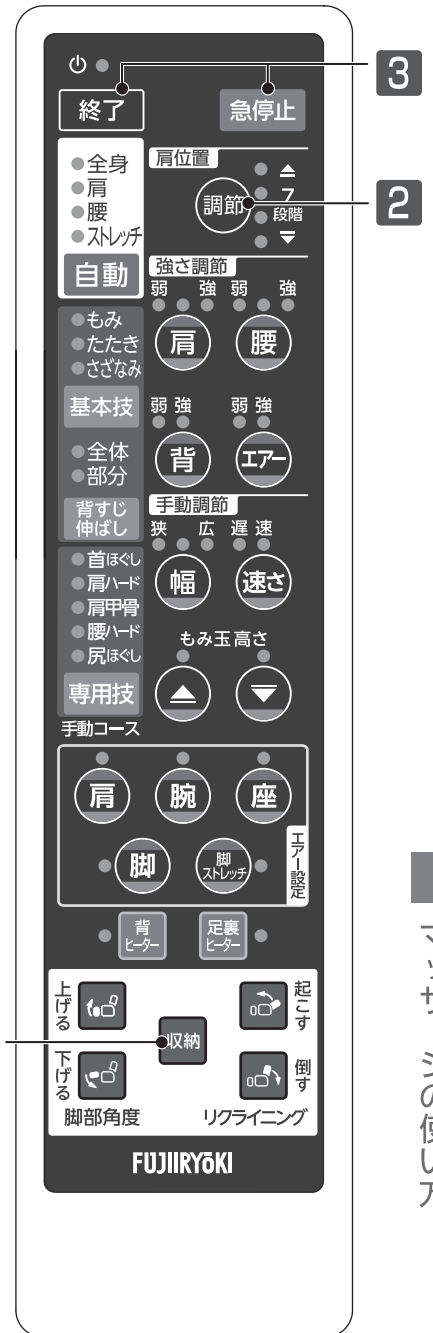 終了
急停止
3
全身
肩
腰
ストレッチ
自動
肩位置
調節
7
段階
2
強さ調節
弱 強 弱 強
肩 腰
もみ
たたき
さざなみ
基本技
弱 強 弱 強
背 エアー
全体
部分
背すじ
伸ばし
手動調節
狭 広 遅 速
幅 速さ
首ほぐし
肩ハード
肩甲骨
腰ハード
尻ほぐし
専用技
手動コース
もみ玉高さ
肩 腕 座
脚
脚
ストレッチ
エアー設定
背
ヒーター
足裏
ヒーター
上げる
下げる
脚部角度
収納
起こす
倒す
リクライニング
FUJIIRYōKI